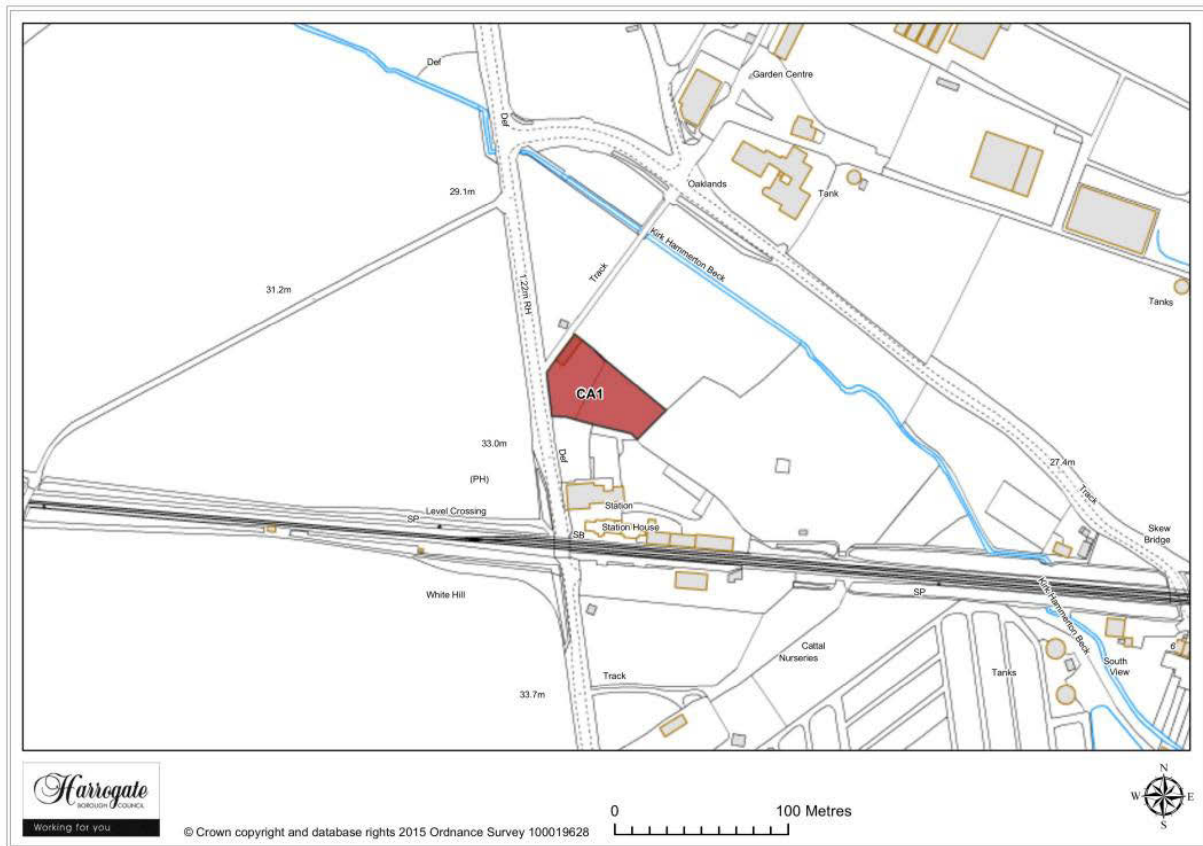 Def
Garden Centre
Def
29.1m
Oaklands
Tank
Kirk Hammerton Beck
Track
31.2m
1.22m RH
Tanks
CA1
33.0m
Def
27.4m
(PH)
Track
Station
Level Crossing
SP
Station House
Skew
Bridge
SB
White Hill
SP
Kirk Hammerton Beck
Cattal
Nurseries
6
South
View
Track
Tanks
33.7m
Harrogate
BOROUGH COUNCIL
Working for you
© Crown copyright and database rights 2015 Ordnance Survey 100019628
0
100 Metres
N
W
E
S